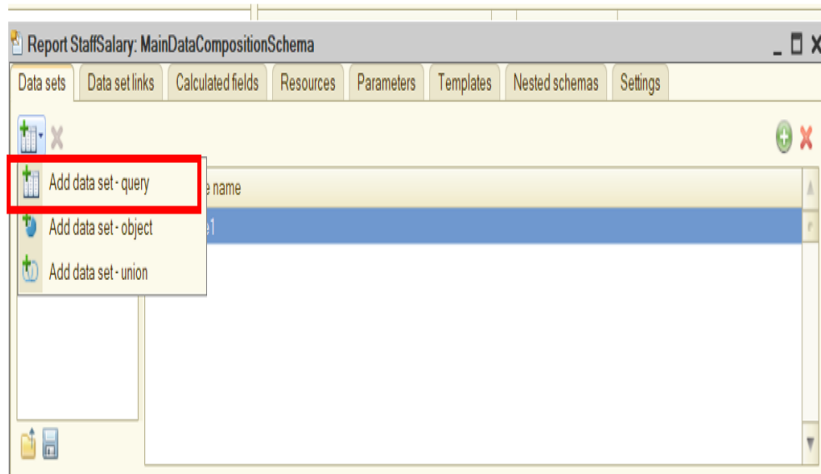 Report StaffSalary: MainDataCompositionSchema
Data sets Data set links Calculated fields Resources Parameters Templates Nested schemas Settings
Add data set - query
name
Add data set - object
Add data set - union